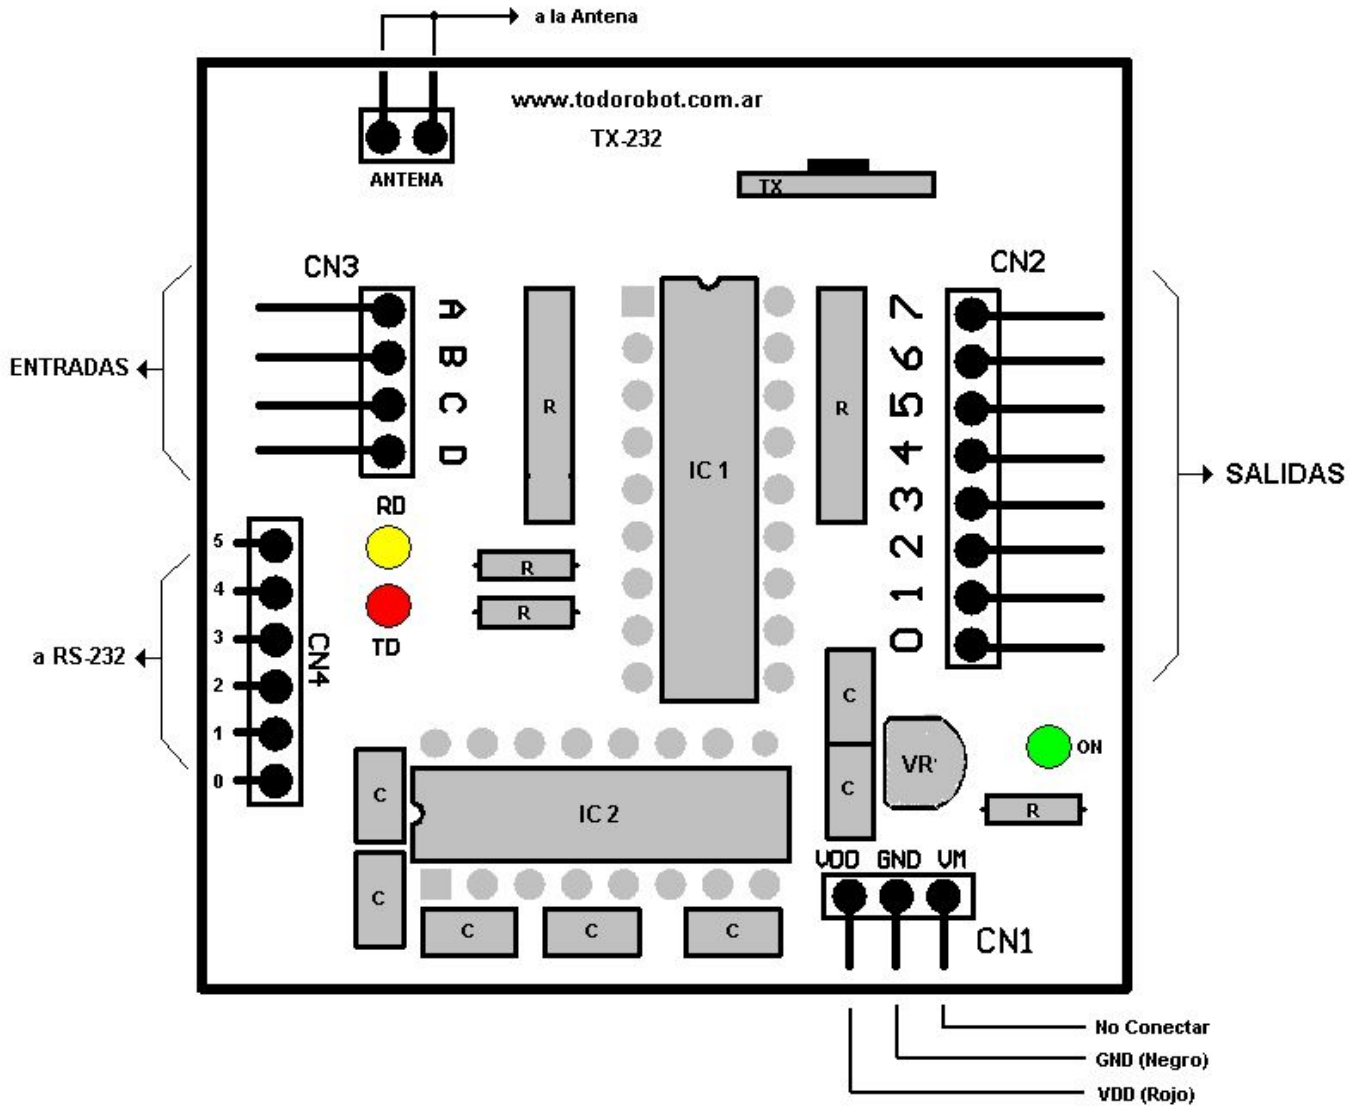 a la Antena
www.todorobot.com.ar
TX-232
ANTENA
TX
CN3
CN2
A
B
C
D
ENTRADAS
R
IC 1
R
7
6
5
4
3
2
1
0
SALIDAS
RD
TD
R
R
5
4
3
2
1
0
CN4
a RS-232
C
C
VR
ON
R
C
C
IC 2
C
C
C
VDD GND VM
CN1
No Conectar
GND (Negro)
VDD (Rojo)